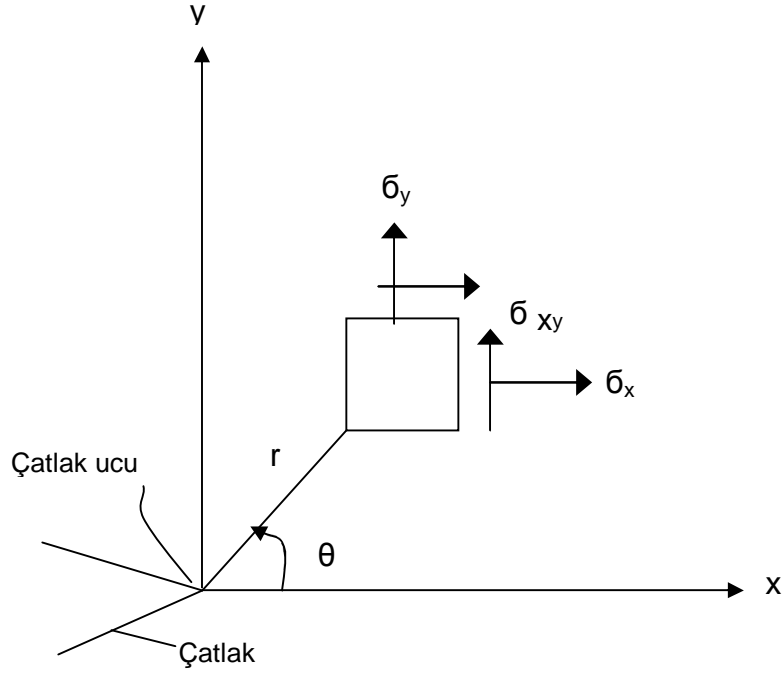 y
б_y
б_xy
б_x
Çatlak ucu
r
θ
x
Çatlak